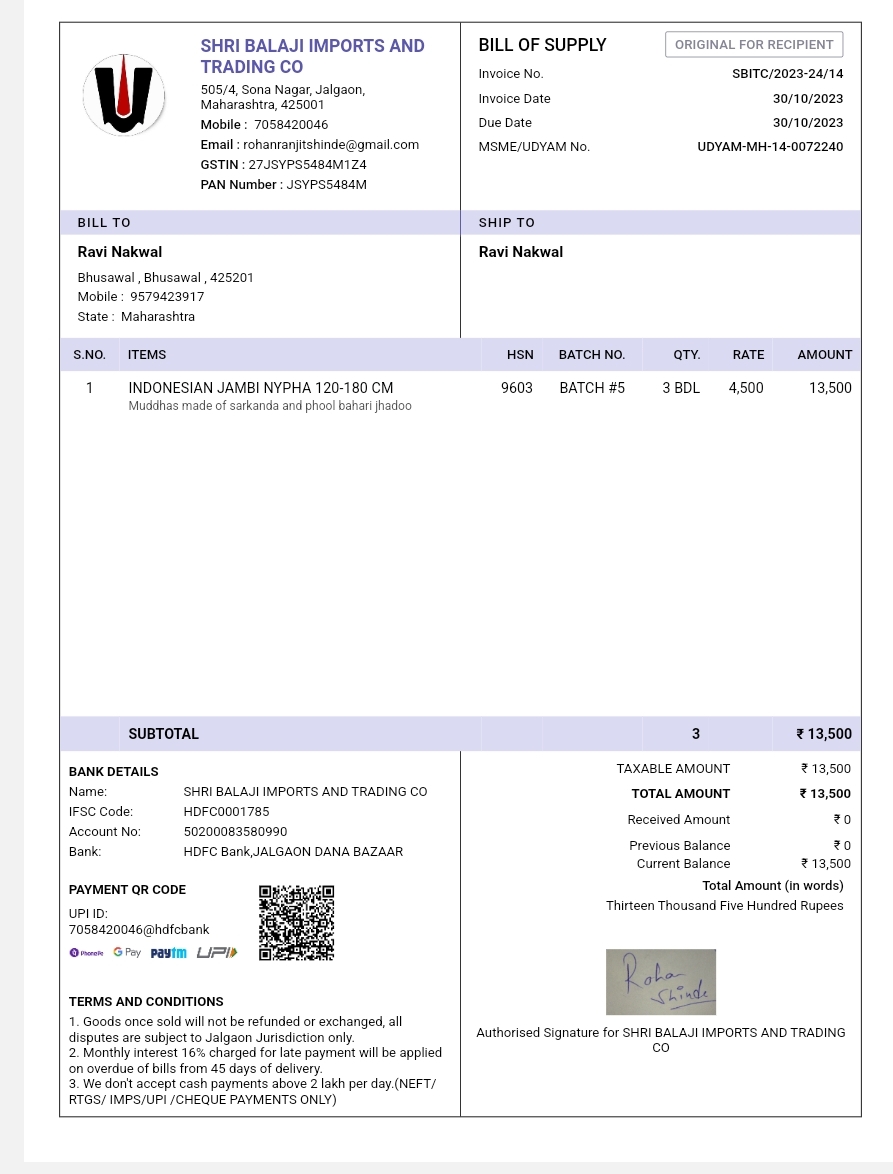 SHRI BALAJI IMPORTS AND
TRADING CO
505/4, Sona Nagar, Jalgaon,
Maharashtra, 425001
Mobile : 7058420046
Email : rohanranjitshinde@gmail.com
GSTIN : 27JSYPS5484M1Z4
PAN Number : JSYPS5484M
BILL OF SUPPLY
ORIGINAL FOR RECIPIENT
Invoice No. SBITC/2023-24/14
Invoice Date 30/10/2023
Due Date 30/10/2023
MSME/UDYAM No. UDYAM-MH-14-0072240
BILL TO
Ravi Nakwal
Bhusawal , Bhusawal , 425201
Mobile : 9579423917
State : Maharashtra
SHIP TO
Ravi Nakwal
S.NO. ITEMS HSN BATCH NO. QTY. RATE AMOUNT
1 INDONESIAN JAMBI NYPHA 120-180 CM 9603 BATCH #5 3 BDL 4,500 13,500
Muddhas made of sarkanda and phool bahari jhadoo
SUBTOTAL 3 ₹ 13,500
BANK DETAILS
Name: SHRI BALAJI IMPORTS AND TRADING CO
IFSC Code: HDFC0001785
Account No: 50200083580990
Bank: HDFC Bank,JALGAON DANA BAZAAR
PAYMENT QR CODE
UPI ID:
7058420046@hdfcbank
PhonePe G Pay paytm UPI
TERMS AND CONDITIONS
1. Goods once sold will not be refunded or exchanged, all
disputes are subject to Jalgaon Jurisdiction only.
2. Monthly interest 16% charged for late payment will be applied
on overdue of bills from 45 days of delivery.
3. We don't accept cash payments above 2 lakh per day.(NEFT/
RTGS/ IMPS/UPI /CHEQUE PAYMENTS ONLY)
TAXABLE AMOUNT ₹ 13,500
TOTAL AMOUNT ₹ 13,500
Received Amount ₹ 0
Previous Balance ₹ 0
Current Balance ₹ 13,500
Total Amount (in words)
Thirteen Thousand Five Hundred Rupees
Rohan
Shinde
Authorised Signature for SHRI BALAJI IMPORTS AND TRADING
CO